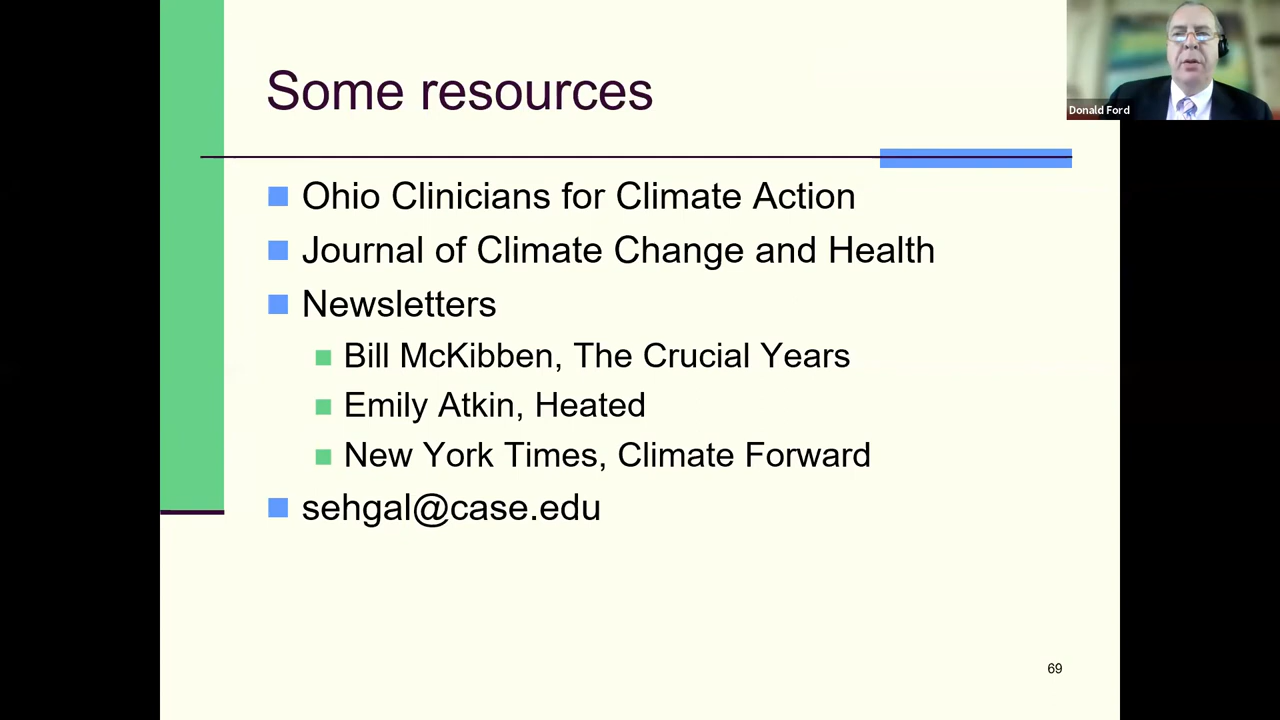 Some resources
Donald Ford
Ohio Clinicians for Climate Action
Journal of Climate Change and Health
Newsletters
Bill McKibben, The Crucial Years
Emily Atkin, Heated
New York Times, Climate Forward
sehgal@case.edu
69